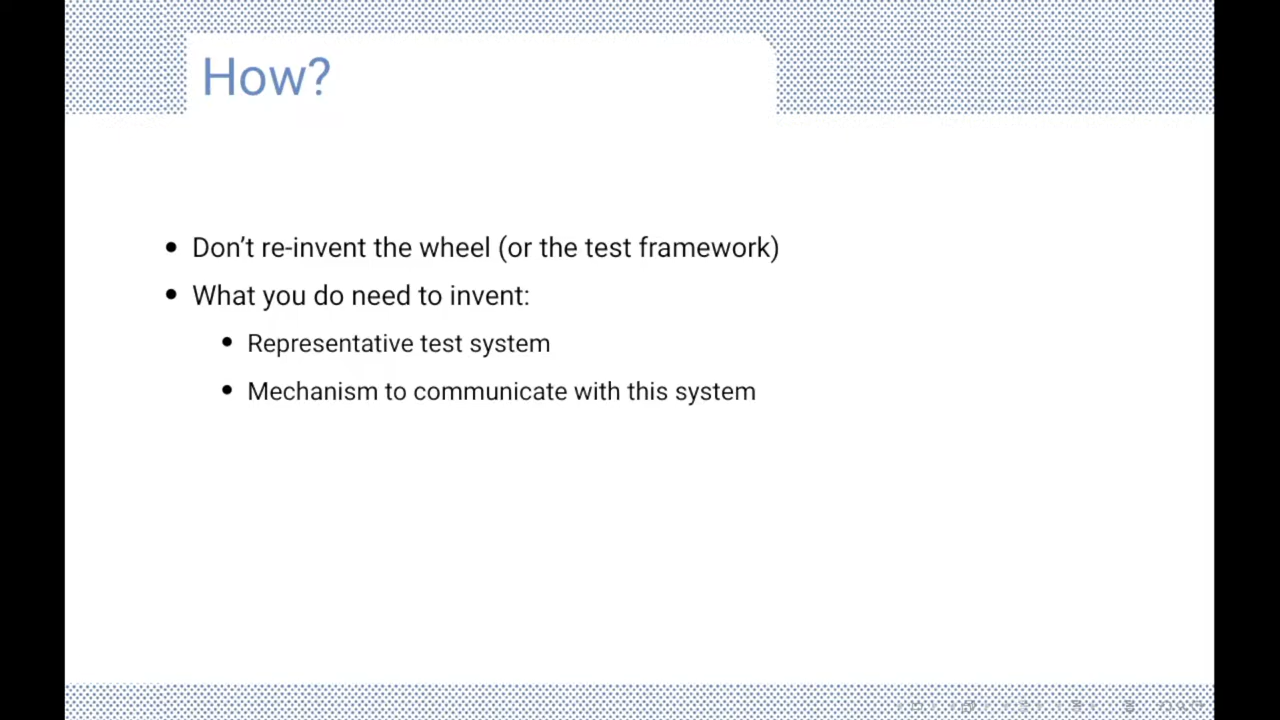 How?
Don’t re-invent the wheel (or the test framework)
What you do need to invent:
Representative test system
Mechanism to communicate with this system